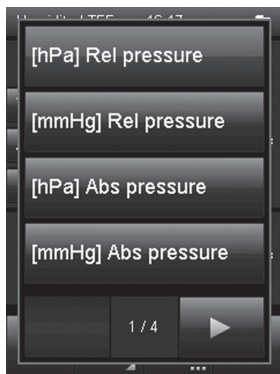 [hPa] Rel pressure
[mmHg] Rel pressure
[hPa] Abs pressure
[mmHg] Abs pressure
1 / 4